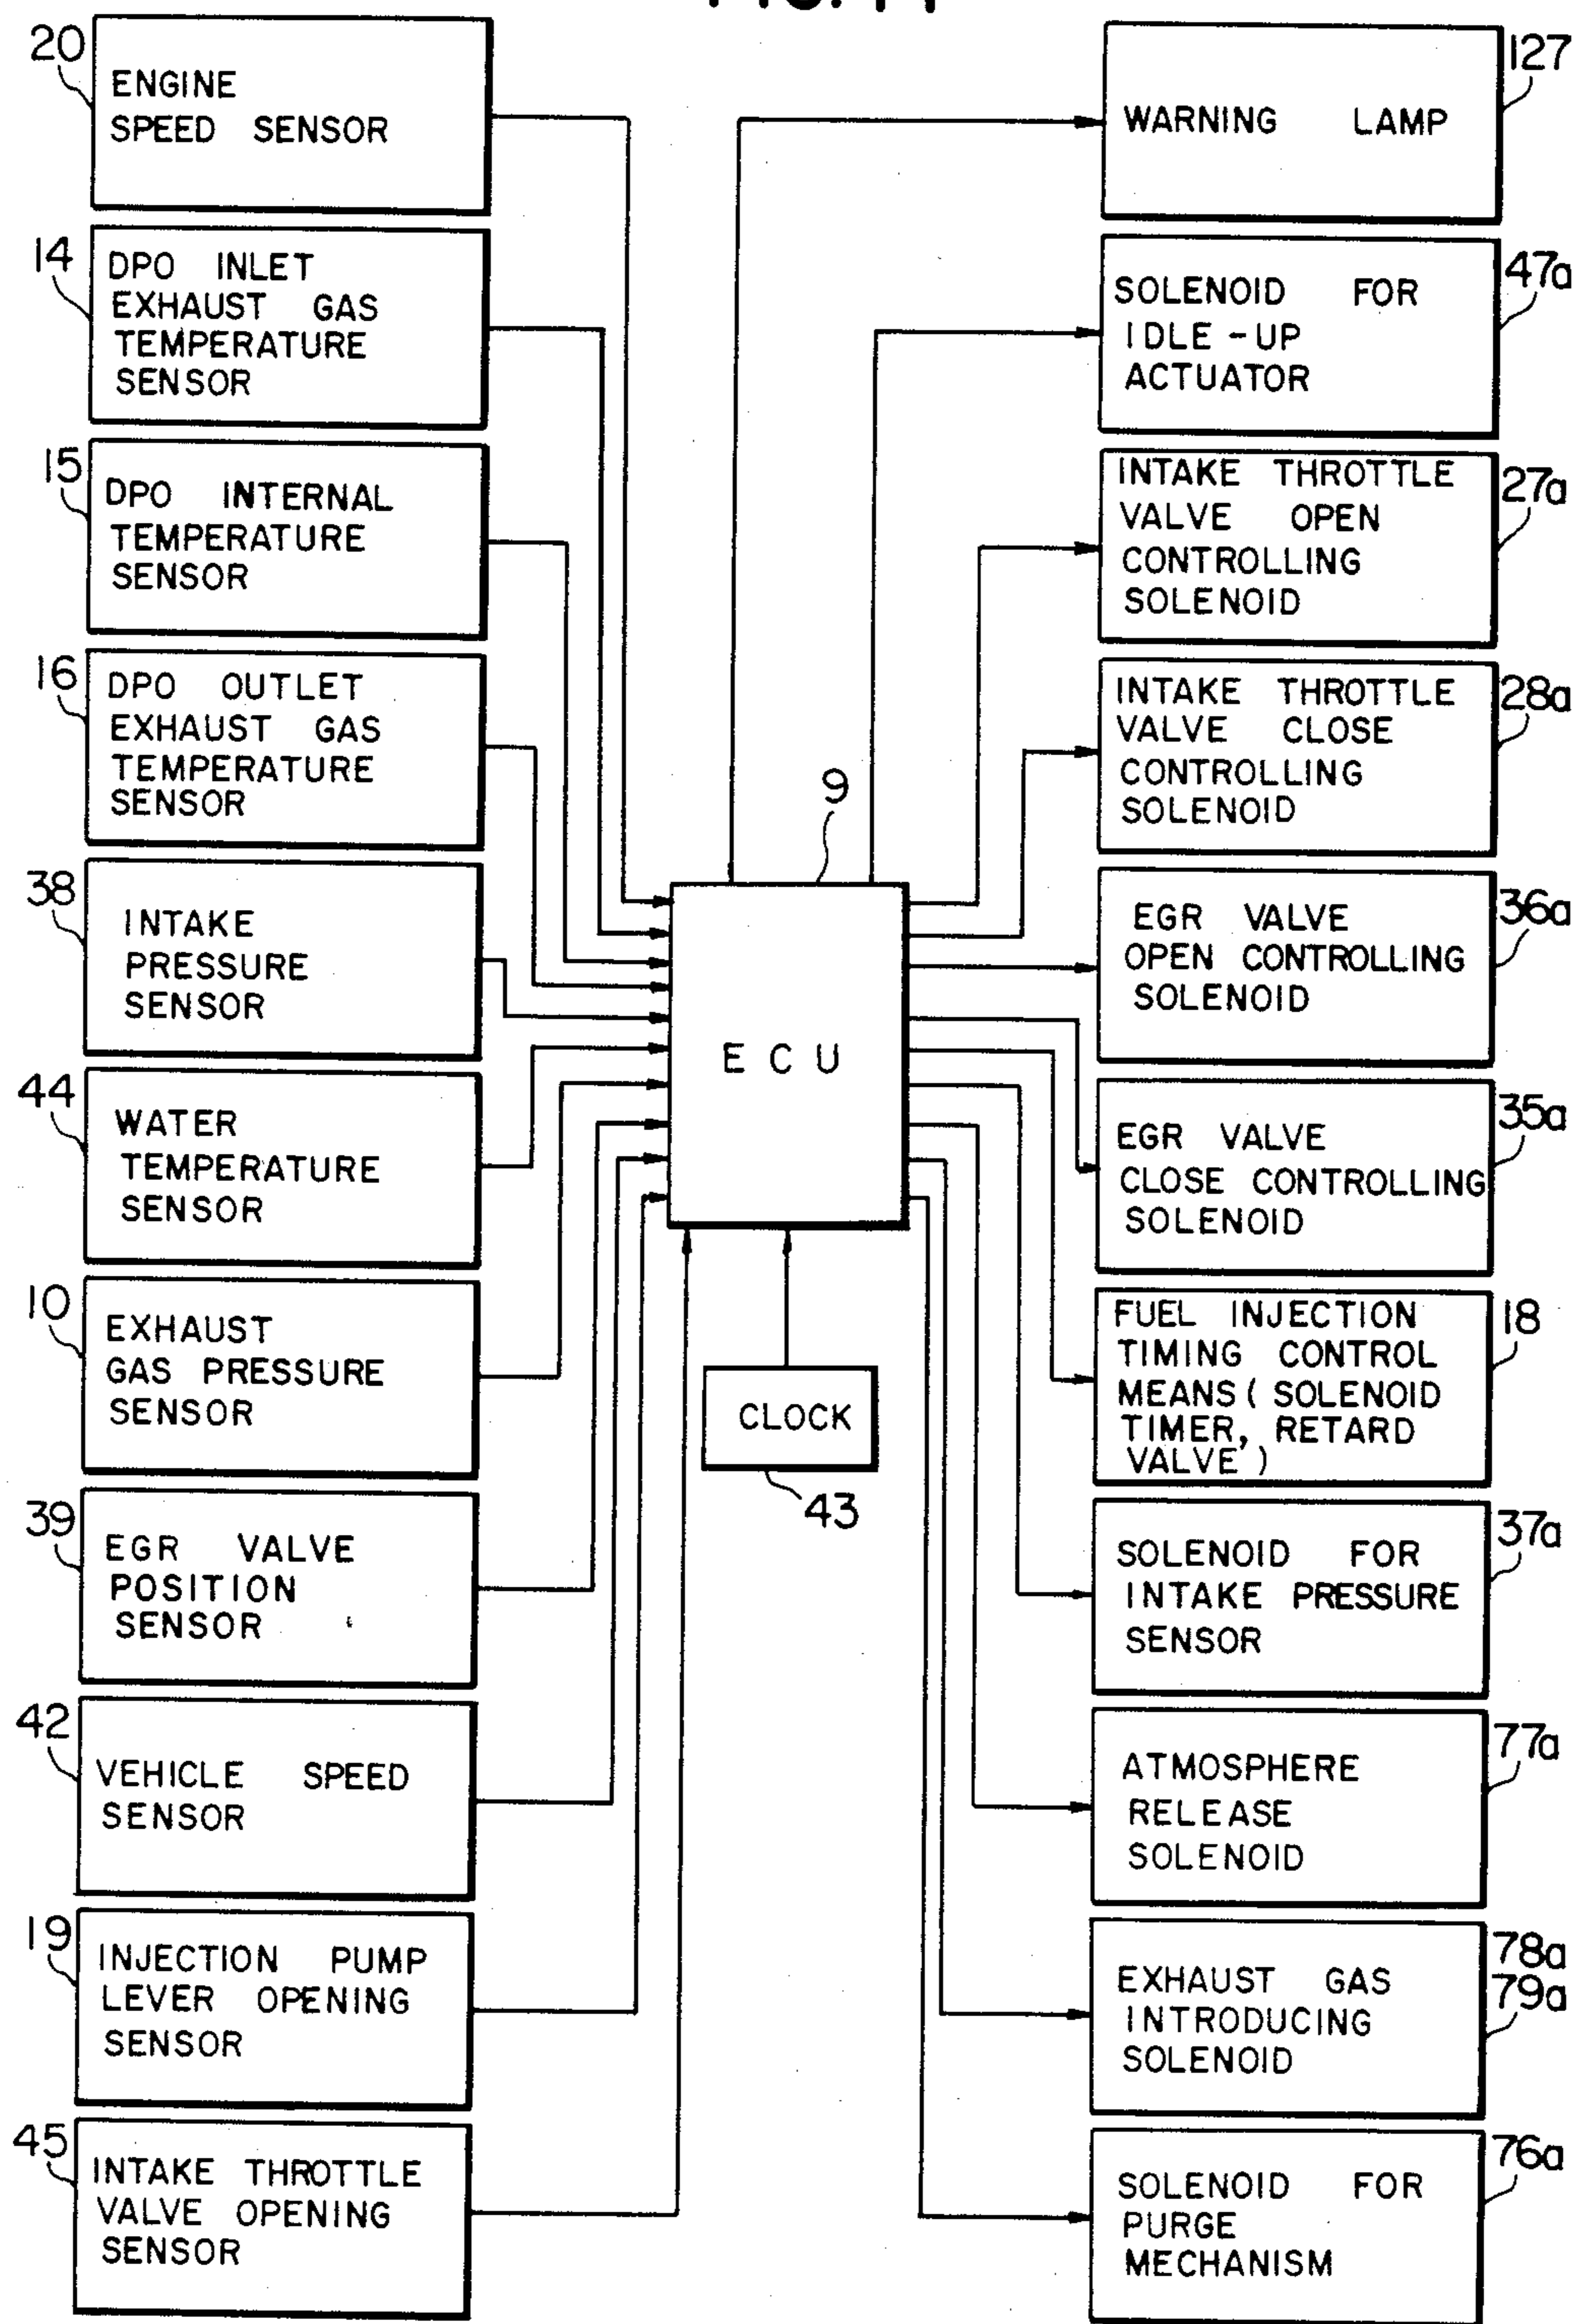 20
ENGINE
SPEED SENSOR
14
DPO INLET
EXHAUST GAS
TEMPERATURE
SENSOR
15
DPO INTERNAL
TEMPERATURE
SENSOR
16
DPO OUTLET
EXHAUST GAS
TEMPERATURE
SENSOR
38
INTAKE
PRESSURE
SENSOR
44
WATER
TEMPERATURE
SENSOR
10
EXHAUST
GAS PRESSURE
SENSOR
39
EGR VALVE
POSITION
SENSOR
42
VEHICLE SPEED
SENSOR
19
INJECTION PUMP
LEVER OPENING
SENSOR
45
INTAKE THROTTLE
VALVE OPENING
SENSOR
9
ECU
CLOCK
43
127
WARNING LAMP
47a
SOLENOID FOR
IDLE-UP
ACTUATOR
27a
INTAKE THROTTLE
VALVE OPEN
CONTROLLING
SOLENOID
28a
INTAKE THROTTLE
VALVE CLOSE
CONTROLLING
SOLENOID
36a
EGR VALVE
OPEN CONTROLLING
SOLENOID
35a
EGR VALVE
CLOSE CONTROLLING
SOLENOID
18
FUEL INJECTION
TIMING CONTROL
MEANS (SOLENOID
TIMER, RETARD
VALVE')
37a
SOLENOID FOR
INTAKE PRESSURE
SENSOR
77a
ATMOSPHERE
RELEASE
SOLENOID
78a
79a
EXHAUST GAS
INTRODUCING
SOLENOID
76a
SOLENOID FOR
PURGE
MECHANISM